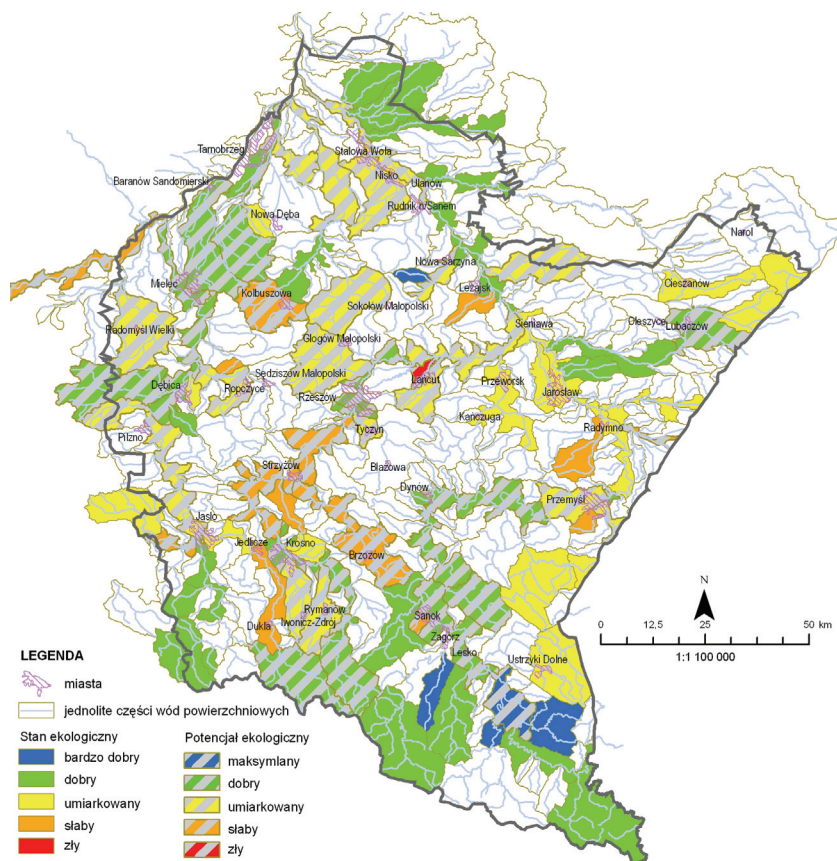 Tarnobrzeg
Stalowa Wola
Baranów Sandomierski
Nisko
Ulanów
Rudnik n/Sanem
Nowa Dęba
Narol
Nowa Sarzyna
Mielec
Kolbuszowa
Leżajsk
Cieszanów
Sokołów Małopolski
Radomyśl Wielki
Sieniawa
Oleszyce
Lubaczów
Głogów Małopolski
Sędziszów Małopolski
Dębica
Ropczyce
Łańcut
Przeworsk
Jarosław
Rzeszów
Kańczuga
Pilzno
Tyczyn
Radymno
Strzyżów
Błażowa
Dynów
Przemyśl
Jasło
Jedlicze
Krosno
Brzozów
Rymanów
Iwonicz-Zdrój
Dukla
Sanok
Zagórz
Lesko
Ustrzyki Dolne
N
0 12,5 25 50 km
1:1 100 000
LEGENDA
miasta
jednolite części wód powierzchniowych
Stan ekologiczny Potencjał ekologiczny
bardzo dobry maksymlany
dobry dobry
umiarkowany umiarkowany
słaby słaby
zły zły